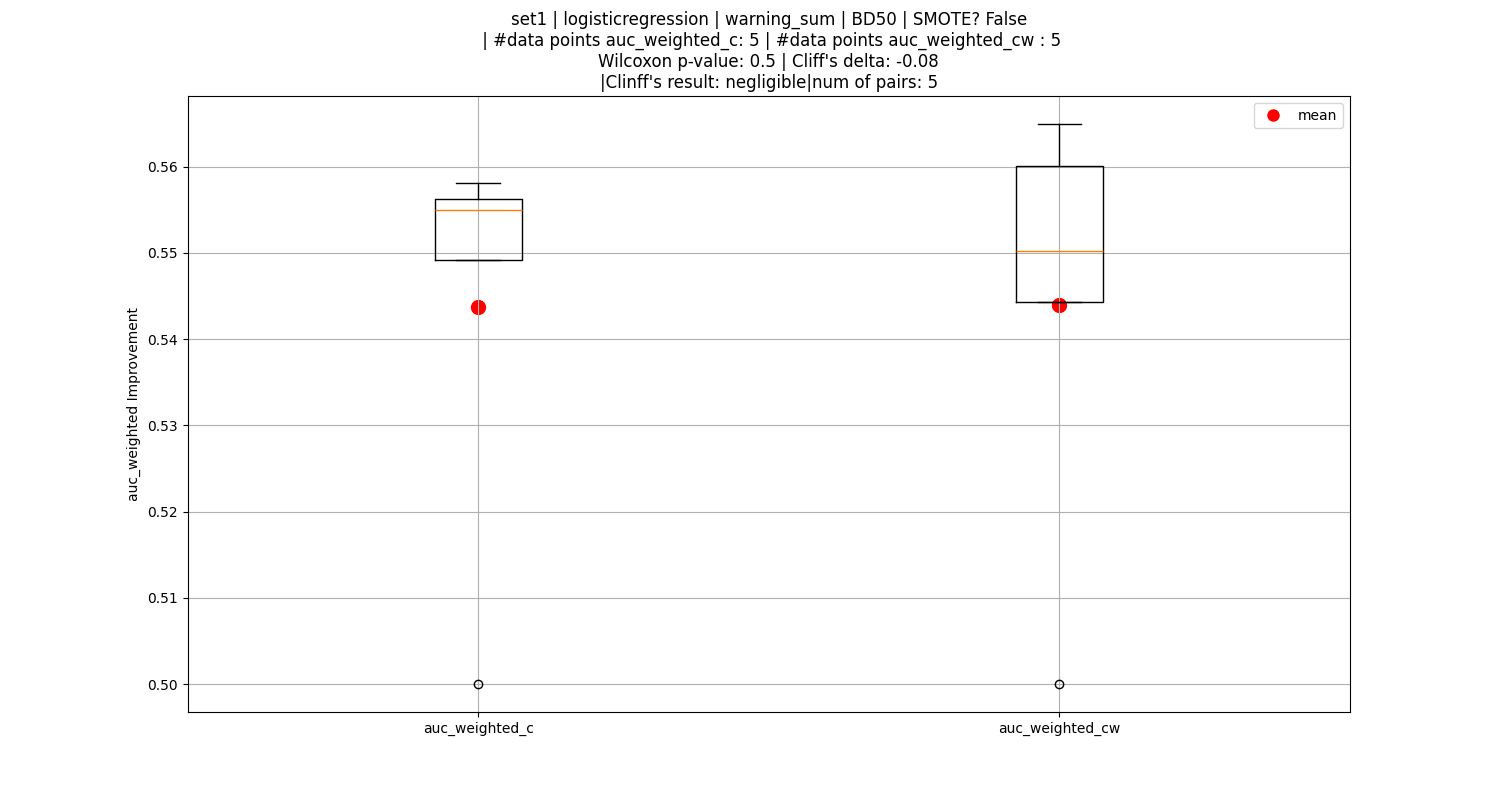 set1 | logisticregression | warning_sum | BD50 | SMOTE? False
| #data points auc_weighted_c: 5 | #data points auc_weighted_cw : 5
Wilcoxon p-value: 0.5 | Cliff's delta: -0.08
|Clinff's result: negligible|num of pairs: 5
mean
auc_weighted Improvement
0.56
0.55
0.54
0.53
0.52
0.51
0.50
auc_weighted_c
auc_weighted_cw